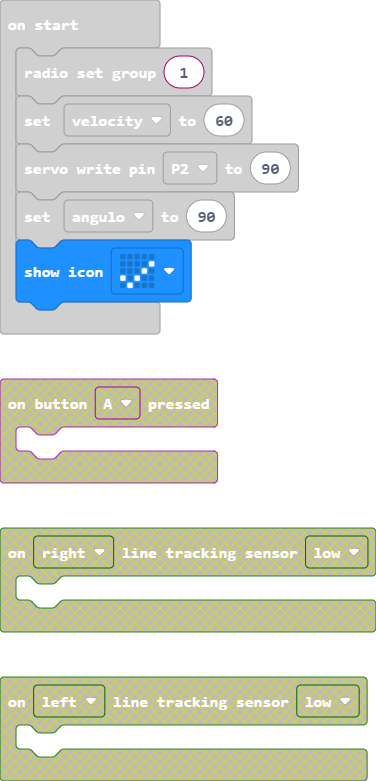 on start
radio set group 1
set velocity to 60
servo write pin P2 to 90
set angulo to 90
show icon
on button A pressed
on right line tracking sensor low
on left line tracking sensor low